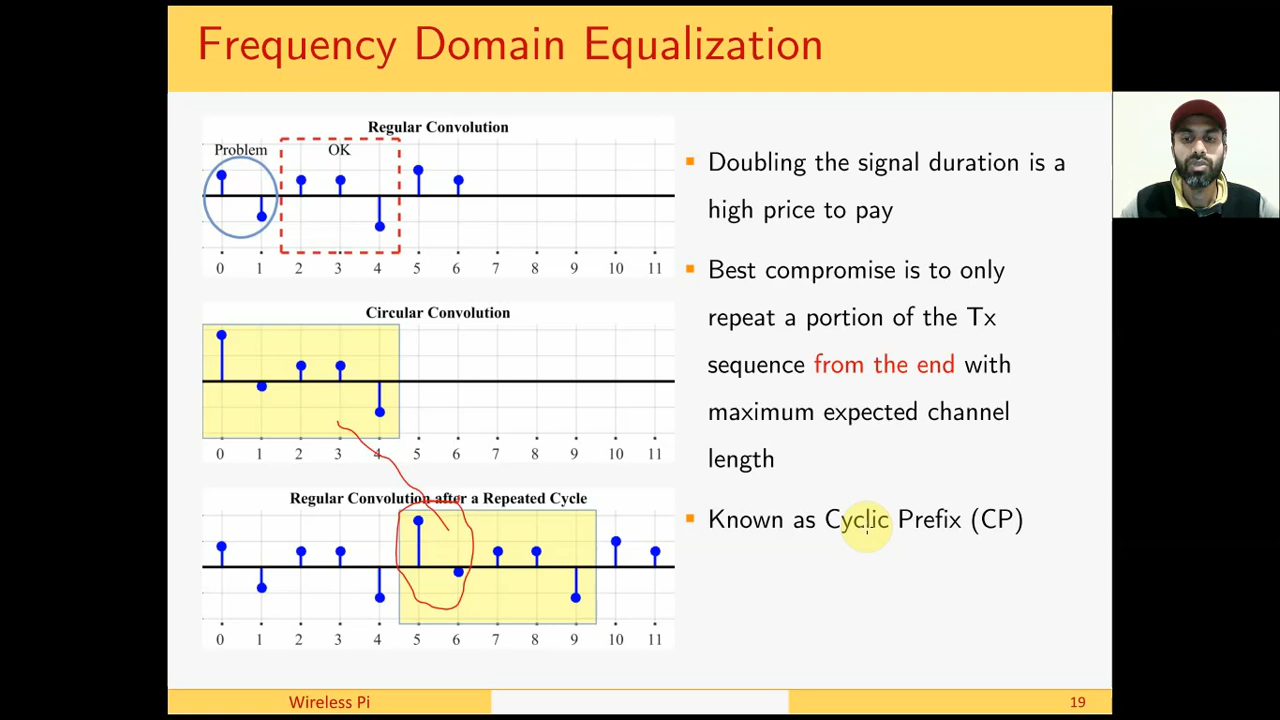 Frequency Domain Equalization
Regular Convolution
Problem
OK
0 1 2 3 4 5 6 7 8 9 10 11
Circular Convolution
0 1 2 3 4 5 6 7 8 9 10 11
Regular Convolution after a Repeated Cycle
0 1 2 3 4 5 6 7 8 9 10 11
Doubling the signal duration is a
high price to pay
Best compromise is to only
repeat a portion of the Tx
sequence from the end with
maximum expected channel
length
Known as Cyclic Prefix (CP)
Wireless Pi
19